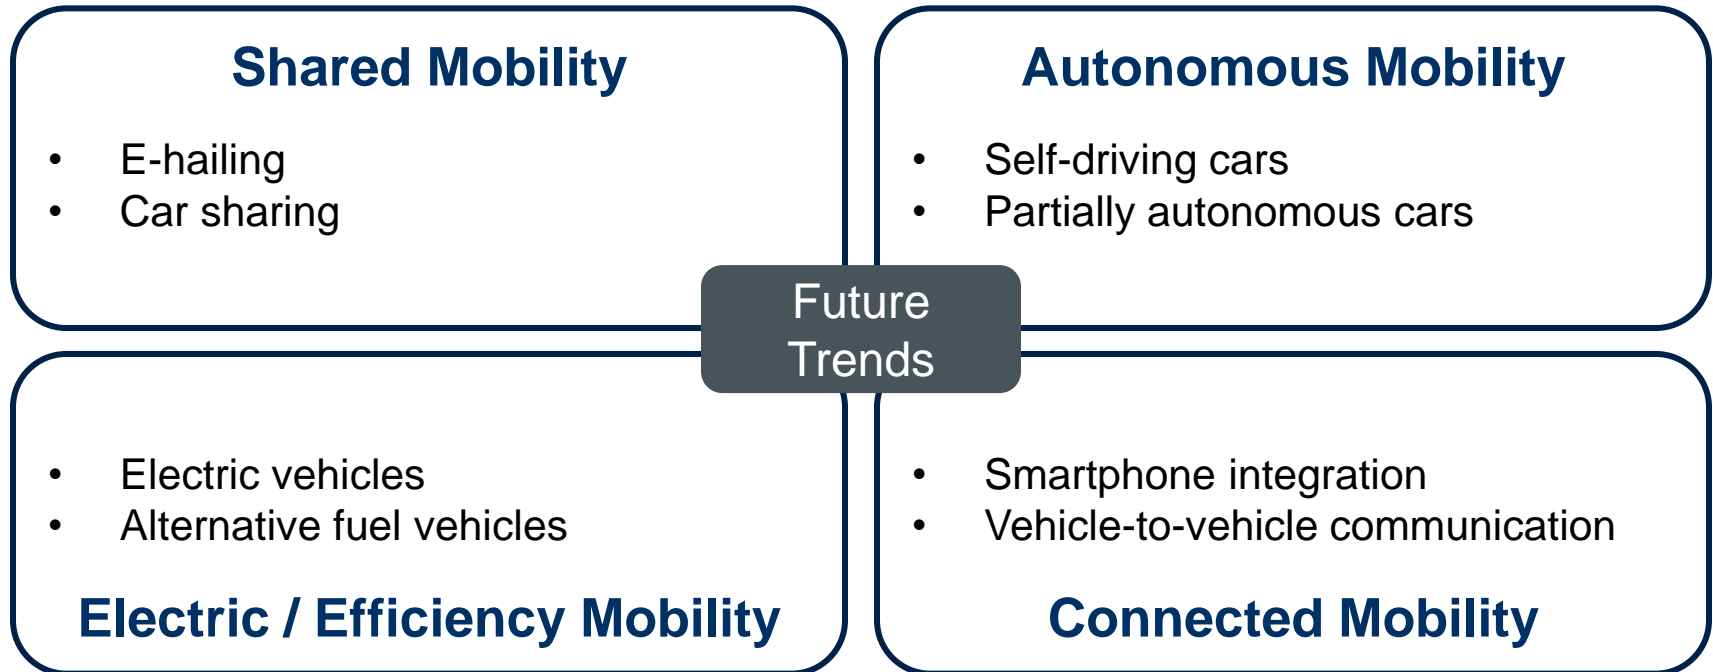 Shared Mobility
• E-hailing
• Car sharing
Autonomous Mobility
• Self-driving cars
• Partially autonomous cars
Future
Trends
• Electric vehicles
• Alternative fuel vehicles
Electric / Efficiency Mobility
• Smartphone integration
• Vehicle-to-vehicle communication
Connected Mobility